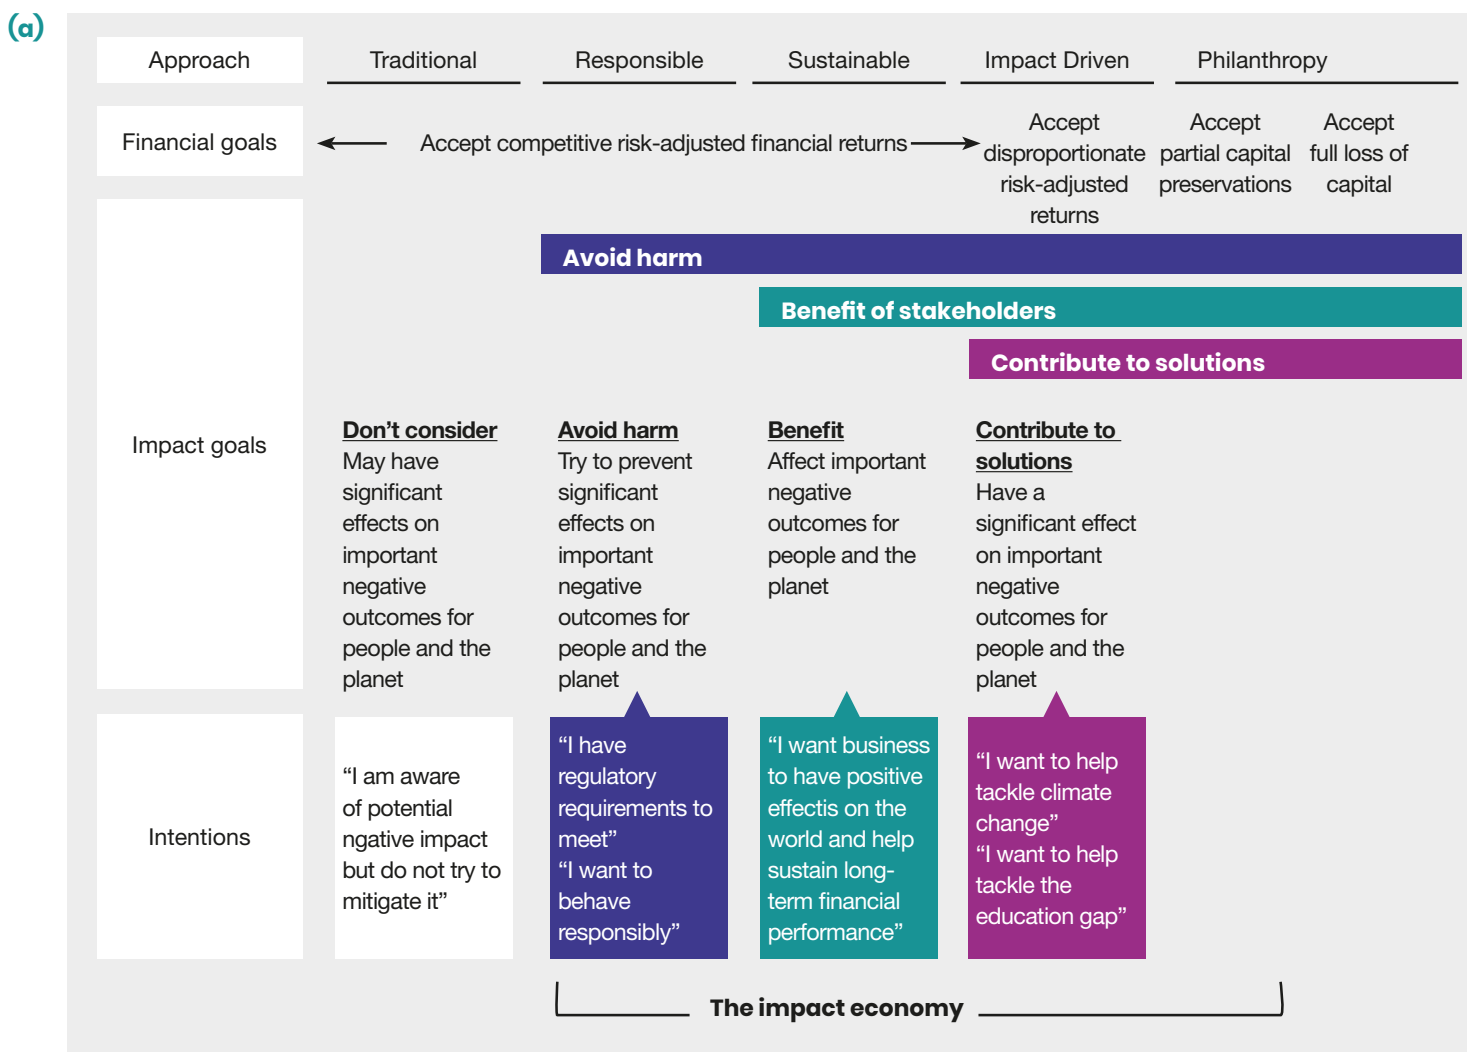 (a)
Approach
Traditional
Responsible
Sustainable
Impact Driven
Philanthropy
Financial goals
Accept competitive risk-adjusted financial returns
Accept
disproportionate
risk-adjusted
returns
Accept
partial capital
preservations
Accept
full loss of
capital
Impact goals
Avoid harm
Benefit of stakeholders
Contribute to solutions
Don’t consider
May have
significant
effects on
important
negative
outcomes for
people and the
planet
Avoid harm
Try to prevent
significant
effects on
important
negative
outcomes for
people and the
planet
Benefit
Affect important
negative
outcomes for
people and the
planet
Contribute to
solutions
Have a
significant effect
on important
negative
outcomes for
people and the
planet
Intentions
“I am aware
of potential
ngative impact
but do not try to
mitigate it”
“I have
regulatory
requirements to
meet”
“I want to
behave
responsibly”
“I want business
to have positive
effectis on the
world and help
sustain long-
term financial
performance”
“I want to help
tackle climate
change”
“I want to help
tackle the
education gap”
The impact economy